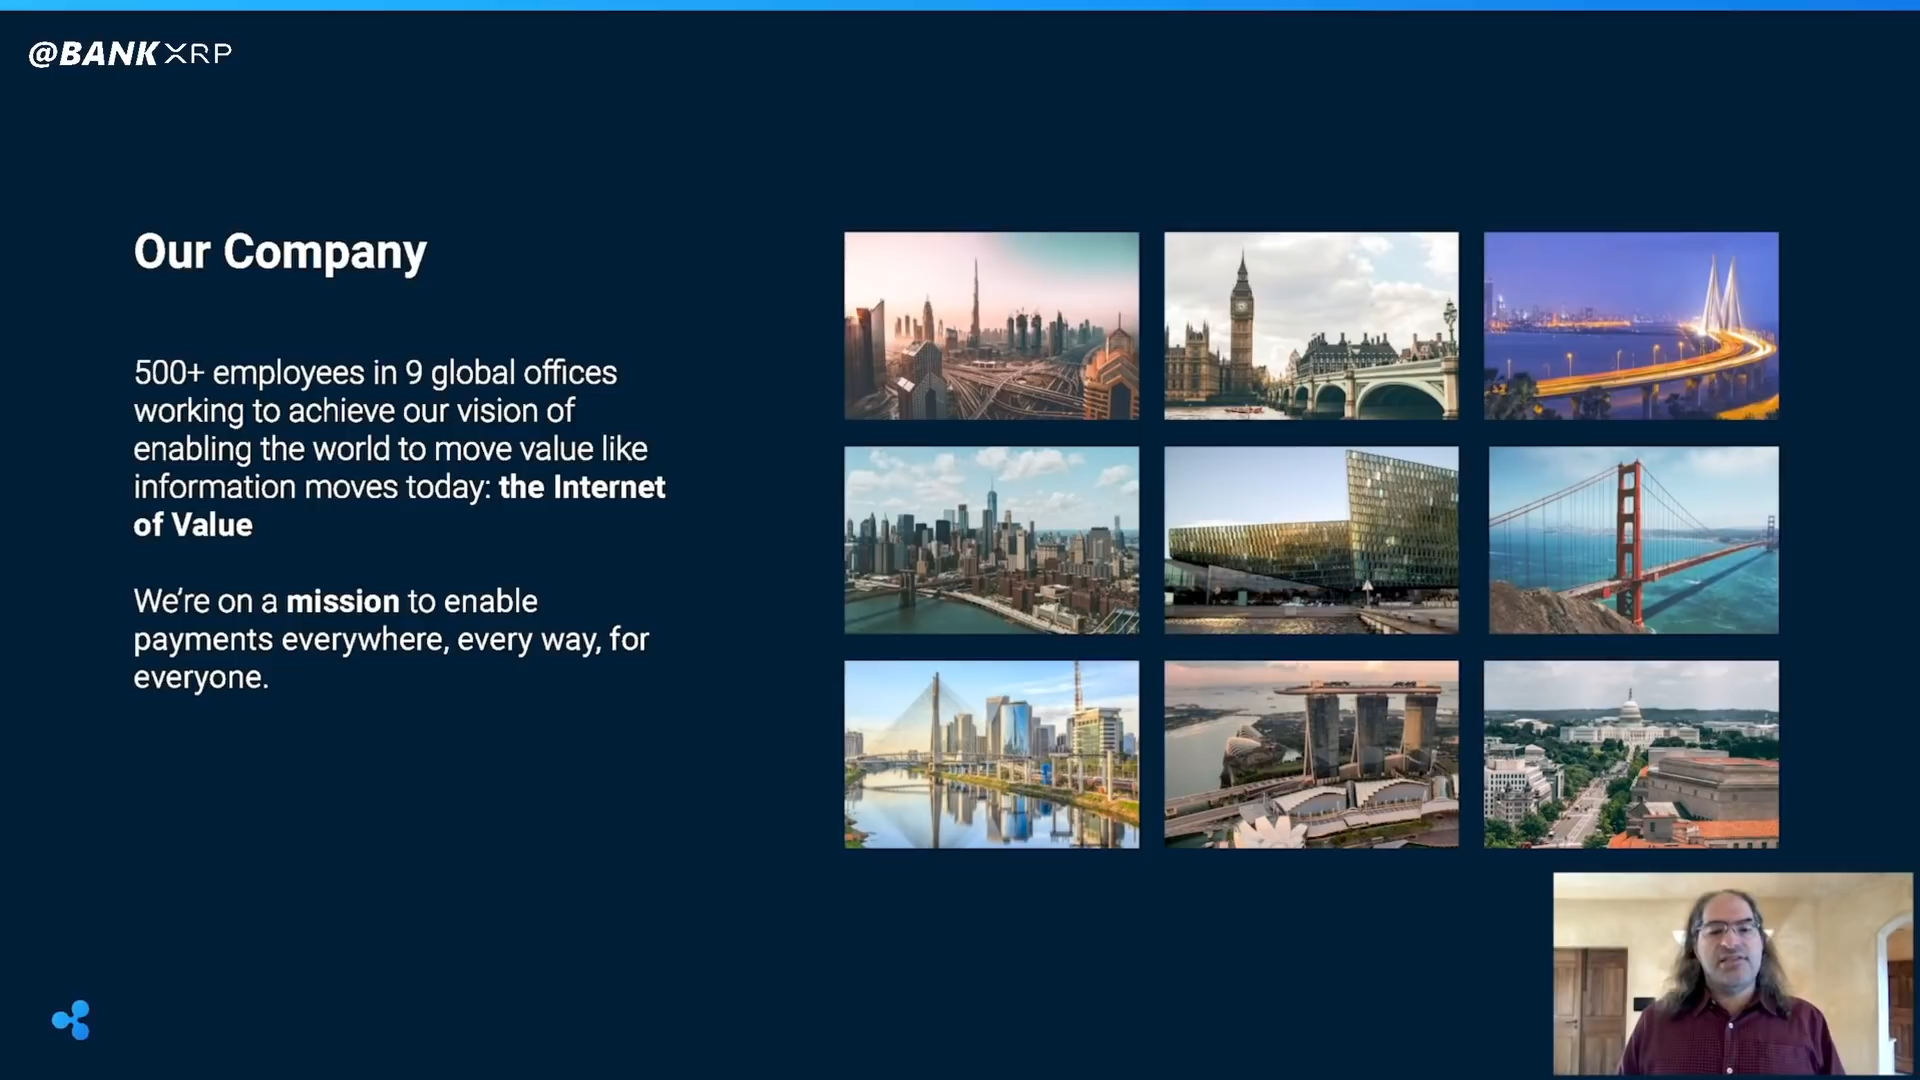 @BANKXRP
Our Company
500+ employees in 9 global offices
working to achieve our vision of
enabling the world to move value like
information moves today: the Internet
of Value
We’re on a mission to enable
payments everywhere, every way, for
everyone.